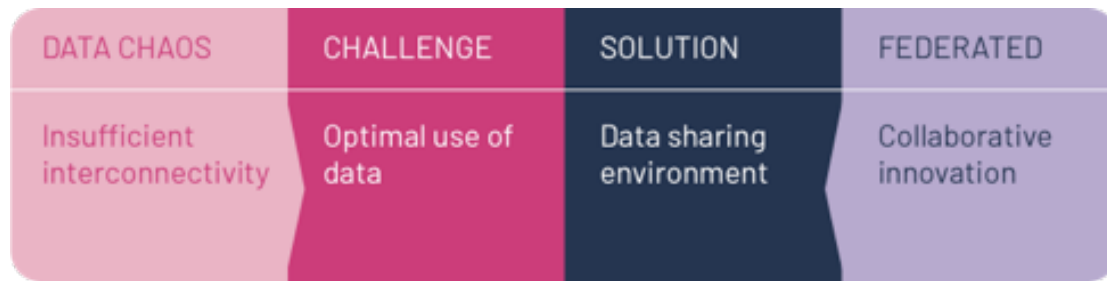 DATA CHAOS
CHALLENGE
SOLUTION
FEDERATED
Insufficient
interconnectivity
Optimal use of
data
Data sharing
environment
Collaborative
innovation